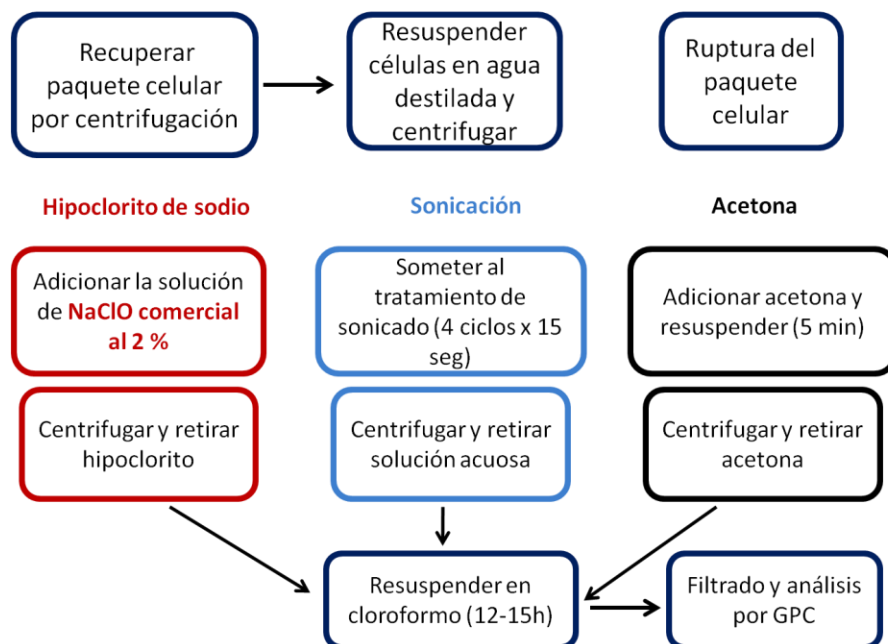 Recuperar
paquete celular
por centrifugación
Resuspender
células en agua
destilada y
centrifugar
Ruptura del
paquete
celular
Hipoclorito de sodio
Sonicación
Acetona
Adicionar la solución
de NaClO comercial
al 2 %
Someter al
tratamiento de
sonicado (4 ciclos x 15
seg)
Adicionar acetona y
resuspender (5 min)
Centrifugar y retirar
hipoclorito
Centrifugar y retirar
solución acuosa
Centrifugar y retirar
acetona
Resuspender en
cloroformo (12-15h)
Filtrado y análisis
por GPC